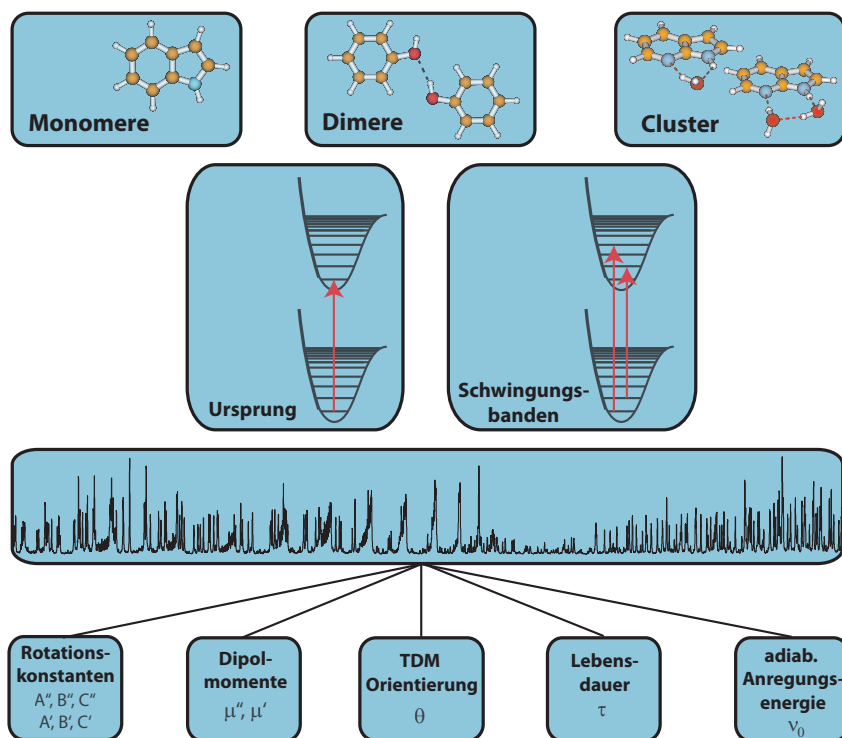 Monomere
Dimere
Cluster
Ursprung
Schwingungs-
banden
Rotations-
konstanten
A“, B“, C“
A‘, B‘, C‘
Dipol-
momente
μ“, μ‘
TDM
Orientierung
θ
Lebens-
dauer
τ
adiab.
Anregungs-
energie
ν₀